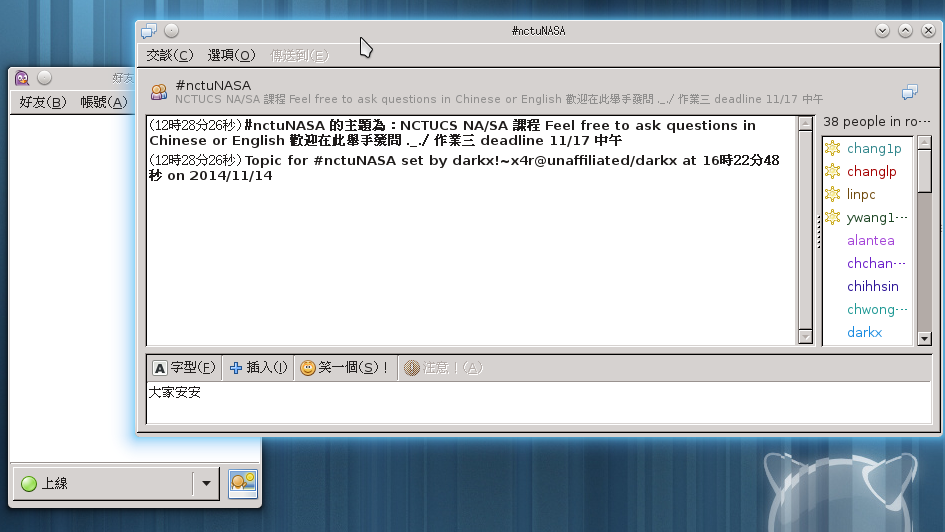 #nctuNASA
交談(C) 選項(O) 傳送到(E)
#nctuNASA
NCTUCS NA/SA 課程 Feel free to ask questions in Chinese or English 歡迎在此舉手發問 ._./ 作業三 deadline 11/17 中午
(12時28分26秒)#nctuNASA 的主題為：NCTUCS NA/SA 課程 Feel free to ask questions in
Chinese or English 歡迎在此舉手發問 ._./ 作業三 deadline 11/17 中午
(12時28分26秒)Topic for #nctuNASA set by darkx!~x4r@unaffiliated/darkx at 16時22分48
秒 on 2014/11/14
38 people in ro…
chang1p
changlp
linpc
ywang1…
alantea
chchan…
chihhsin
chwong…
darkx
A 字型(F) 插入(I) 笑一個(S)！ 注意！(A)
大家安安
好友
好友(B) 帳號(A)
上線